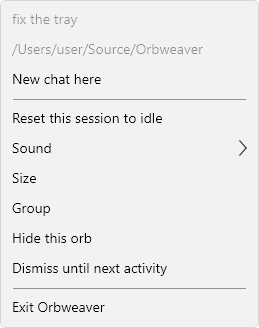 fix the tray
/Users/user/Source/Orbweaver
New chat here
Reset this session to idle
Sound
Size
Group
Hide this orb
Dismiss until next activity
Exit Orbweaver